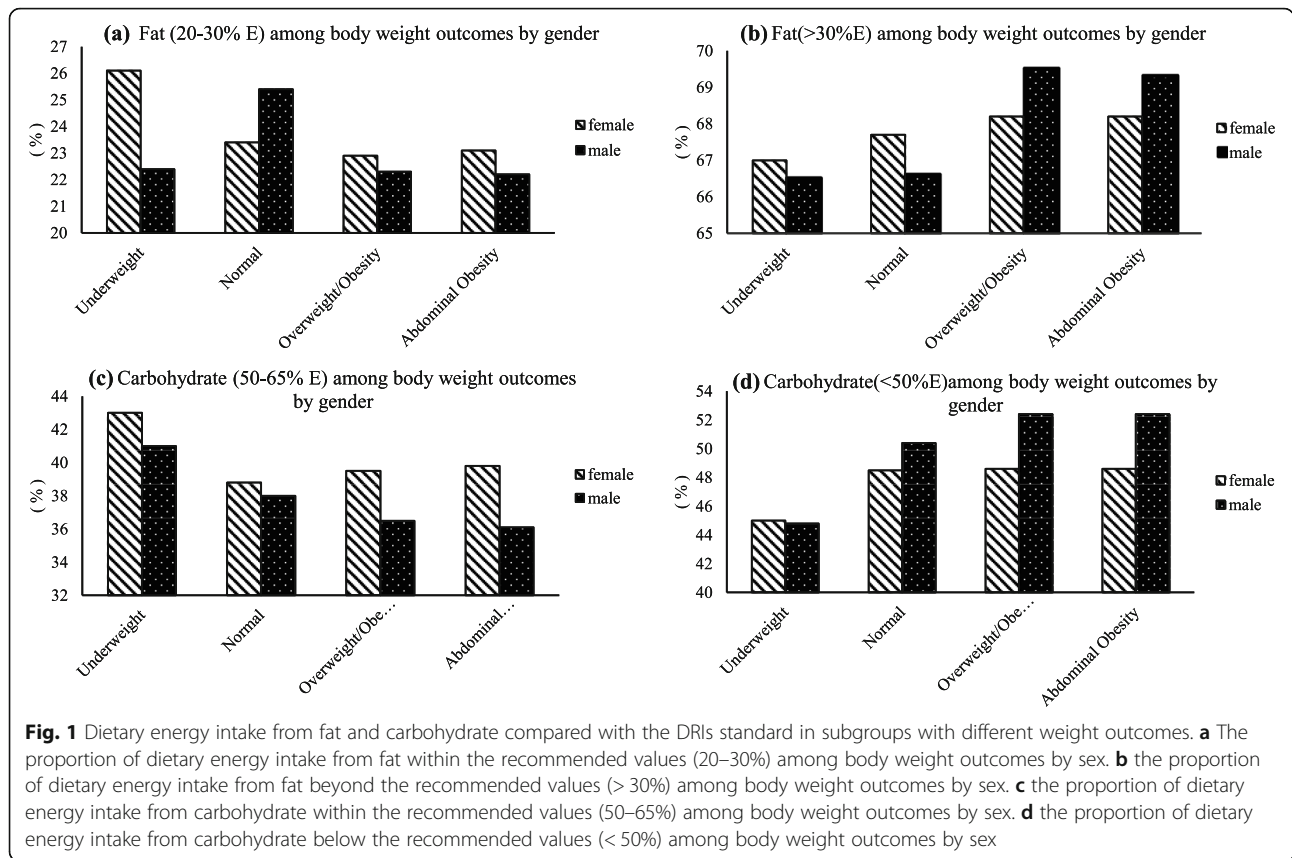 (a) Fat (20-30% E) among body weight outcomes by gender
27
26
25
24
23
22
21
20
(%)
female
male
Underweight
Normal
Overweight/Obesity
Abdominal Obesity
(b) Fat(>30%E) among body weight outcomes by gender
70
69
68
67
66
65
(%)
female
male
Underweight
Normal
Overweight/Obesity
Abdominal Obesity
(c) Carbohydrate (50-65% E) among body weight outcomes
by gender
44
42
40
38
36
34
32
(%)
female
male
Underweight
Normal
Overweight/Obe...
Abdominal...
(d) Carbohydrate(<50%E)among body weight outcomes by
gender
54
52
50
48
46
44
42
40
(%)
female
male
Underweight
Normal
Overweight/Obe...
Abdominal Obesity
Fig. 1 Dietary energy intake from fat and carbohydrate compared with the DRIs standard in subgroups with different weight outcomes. a The
proportion of dietary energy intake from fat within the recommended values (20–30%) among body weight outcomes by sex. b the proportion
of dietary energy intake from fat beyond the recommended values (> 30%) among body weight outcomes by sex. c the proportion of dietary
energy intake from carbohydrate within the recommended values (50–65%) among body weight outcomes by sex. d the proportion of dietary
energy intake from carbohydrate below the recommended values (< 50%) among body weight outcomes by sex